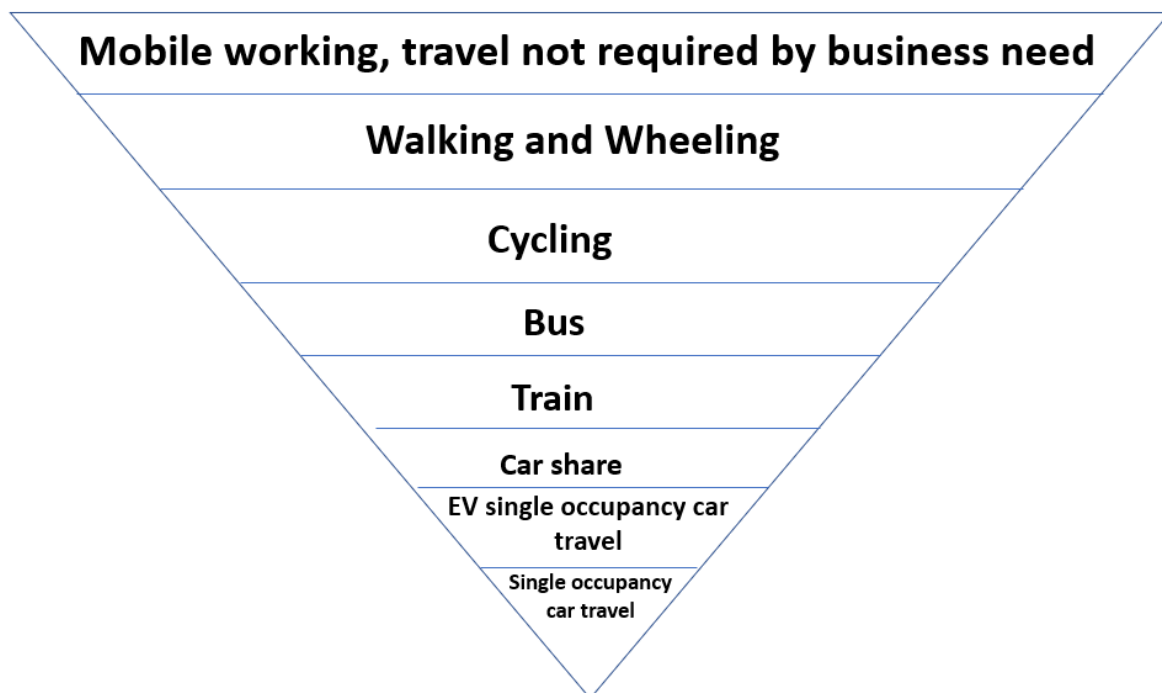 Mobile working, travel not required by business need
Walking and Wheeling
Cycling
Bus
Train
Car share
EV single occupancy car
travel
Single occupancy
car travel